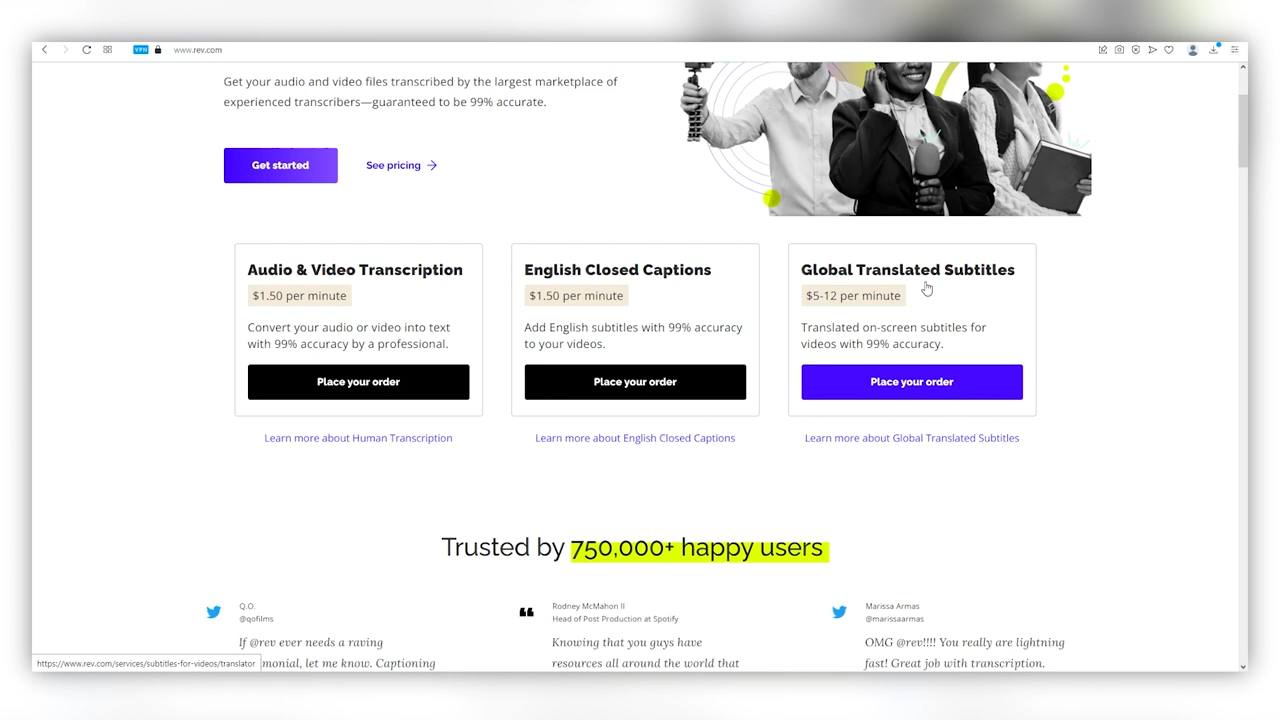 VPN
www.rev.com
Get your audio and video files transcribed by the largest marketplace of
experienced transcribers—guaranteed to be 99% accurate.
Get started
See pricing
Audio & Video Transcription
$1.50 per minute
Convert your audio or video into text
with 99% accuracy by a professional.
Place your order
Learn more about Human Transcription
English Closed Captions
$1.50 per minute
Add English subtitles with 99% accuracy
to your videos.
Place your order
Learn more about English Closed Captions
Global Translated Subtitles
$5-12 per minute
Translated on-screen subtitles for
videos with 99% accuracy.
Place your order
Learn more about Global Translated Subtitles
Trusted by 750,000+ happy users
Q.O.
@qofilms
If @rev ever needs a raving
monial, let me know. Captioning
Rodney McMahon II
Head of Post Production at Spotify
Knowing that you guys have
resources all around the world that
Marissa Armas
@marissaarmas
OMG @rev!!!! You really are lightning
fast! Great job with transcription.
https://www.rev.com/services/subtitles-for-videos/translator